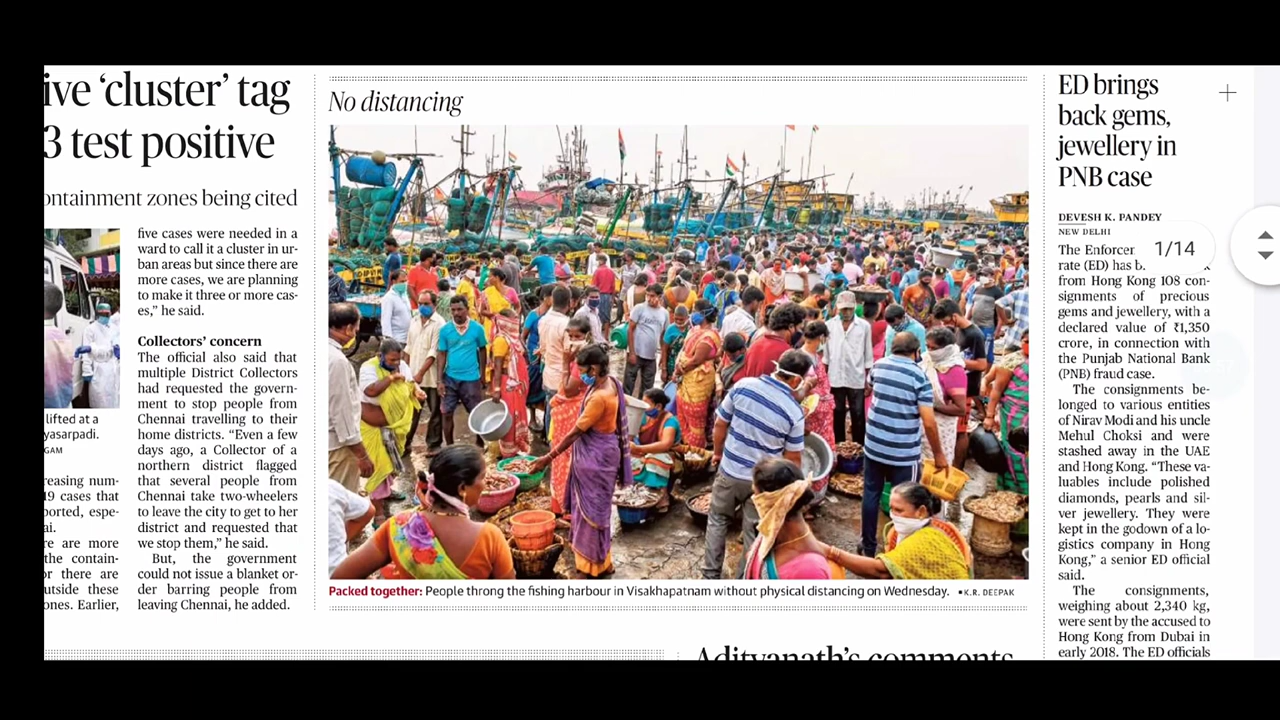 ive ‘cluster’ tag
3 test positive
ontainment zones being cited
lifted at a
yasarpadi.
GAM
reasing num-
19 cases that
ported, espe-
ai.
re are more
the contain-
or there are
utside these
ones. Earlier,
five cases were needed in a
ward to call it a cluster in ur-
ban areas but since there are
more cases, we are planning
to make it three or more cas-
es,” he said.
Collectors’ concern
The official also said that
multiple District Collectors
had requested the govern-
ment to stop people from
Chennai travelling to their
home districts. “Even a few
days ago, a Collector of a
northern district flagged
that several people from
Chennai take two-wheelers
to leave the city to get to her
district and requested that
we stop them,” he said.
But, the government
could not issue a blanket or-
der barring people from
leaving Chennai, he added.
No distancing
Packed together: People throng the fishing harbour in Visakhapatnam without physical distancing on Wednesday. ▪K.R. DEEPAK
Adityanath’s comments
ED brings
back gems,
jewellery in
PNB case
DEVESH K. PANDEY
NEW DELHI
1/14
The Enforcer
rate (ED) has b
from Hong Kong 108 con-
signments of precious
gems and jewellery, with a
declared value of ₹1,350
crore, in connection with
the Punjab National Bank
(PNB) fraud case.
The consignments be-
longed to various entities
of Nirav Modi and his uncle
Mehul Choksi and were
stashed away in the UAE
and Hong Kong. “These va-
luables include polished
diamonds, pearls and sil-
ver jewellery. They were
kept in the godown of a lo-
gistics company in Hong
Kong,” a senior ED official
said.
The consignments,
weighing about 2,340 kg,
were sent by the accused to
Hong Kong from Dubai in
early 2018. The ED officials